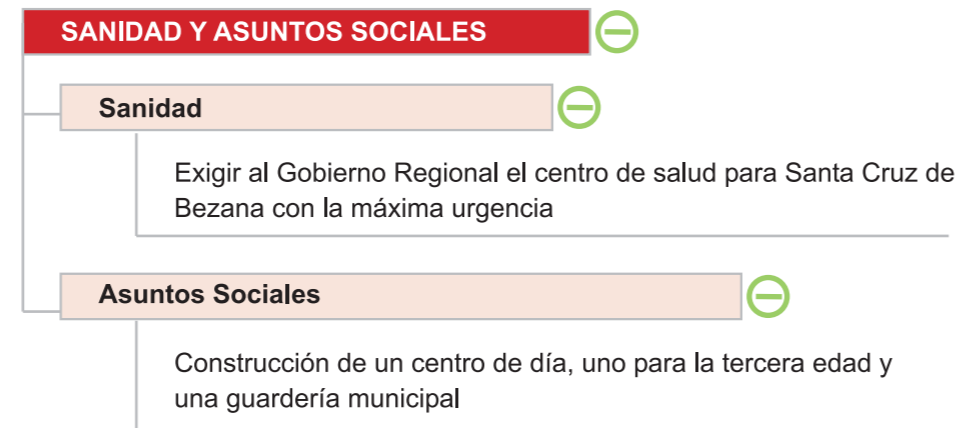 SANIDAD Y ASUNTOS SOCIALES
Sanidad
Exigir al Gobierno Regional el centro de salud para Santa Cruz de
Bezana con la máxima urgencia
Asuntos Sociales
Construcción de un centro de día, uno para la tercera edad y
una guardería municipal